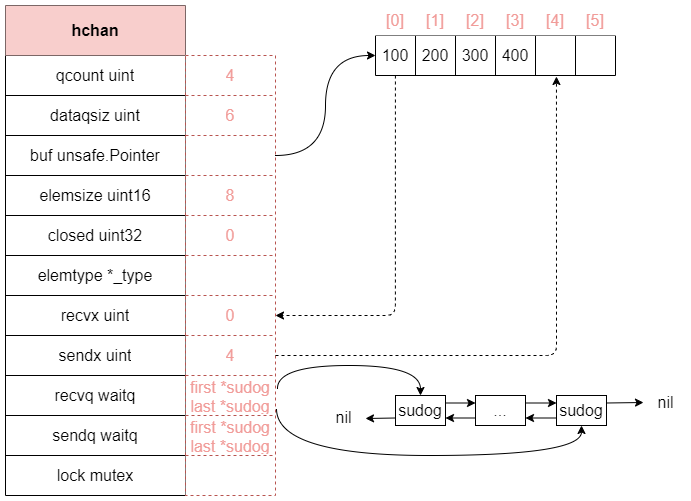 hchan
[0] [1] [2] [3] [4] [5]
100 200 300 400
qcount uint 4
dataqsiz uint 6
buf unsafe.Pointer
elemsize uint16 8
closed uint32 0
elemtype *_type
recvx uint 0
sendx uint 4
recvq waitq
first *sudog
last *sudog
sendq waitq
first *sudog
last *sudog
lock mutex
nil
sudog
...
sudog
nil